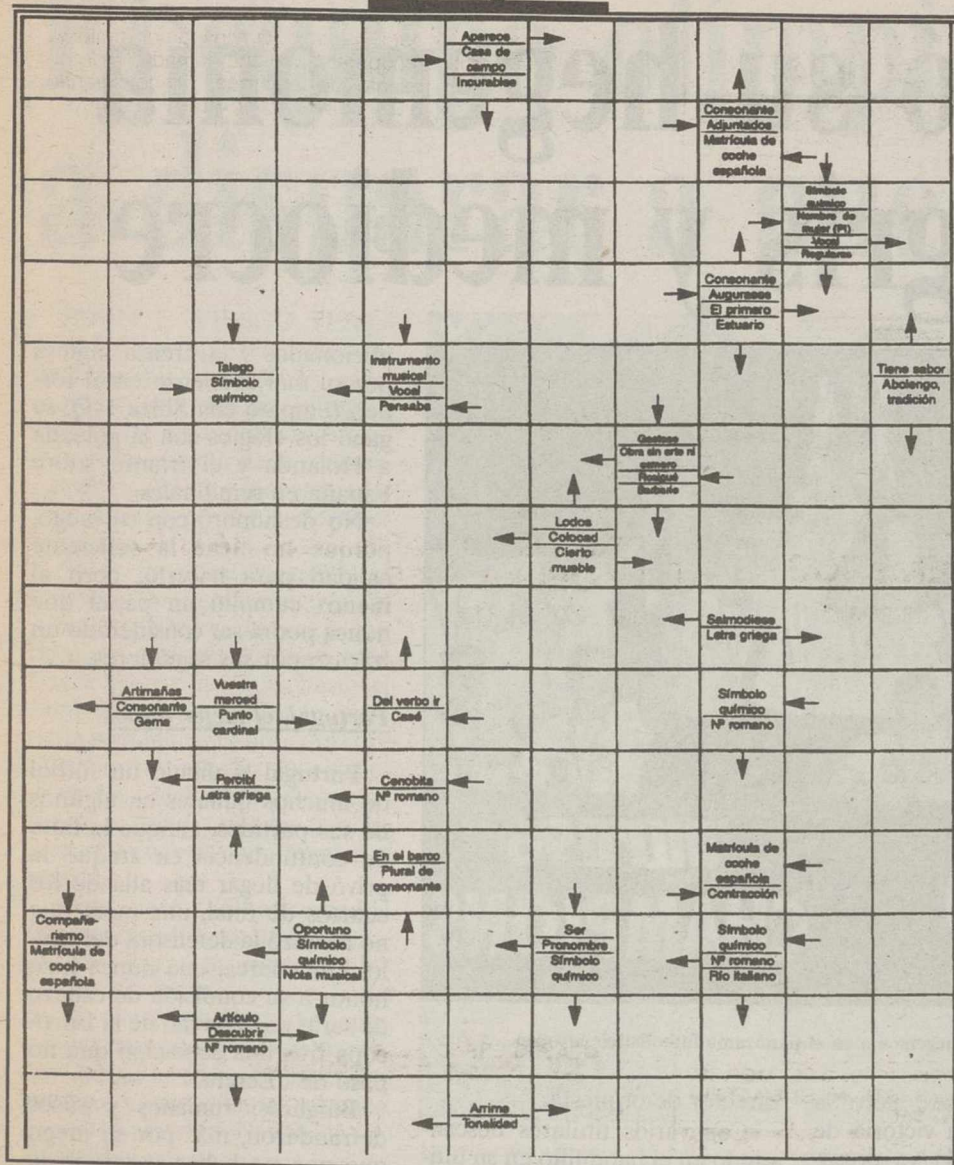 Aparece
Casa de
campo
Incurables
Consonante
Adjuntados
Matrícula de
coche
española
Símbolo
químico
Nombre de
mujer (Pl)
Vocal
Regulares
Consonante
Augurasen
El primero
Estuario
Talego
Símbolo
químico
Instrumento
musical
Vocal
Pensaba
Tiene sabor
Abolengo,
tradición
Gastase
Obra sin arte ni
esmero
Barbarie
Lodos
Colocad
Cierto
mueble
Salmodiese
Letra griega
Artimañas
Consonante
Gema
Vuestra
merced
Punto
cardinal
Del verbo ir
Casé
Símbolo
químico
Nº romano
Percibí
Letra griega
Cenobita
Nº romano
En el barco
Plural de
consonante
Matrícula de
coche
española
Contracción
Compañe-
rismo
Matrícula de
coche
española
Oportuno
Símbolo
químico
Nota musical
Ser
Pronombre
Símbolo
químico
Símbolo
químico
Nº romano
Río italiano
Artículo
Descubrir
Nº romano
Arrime
Tonalidad